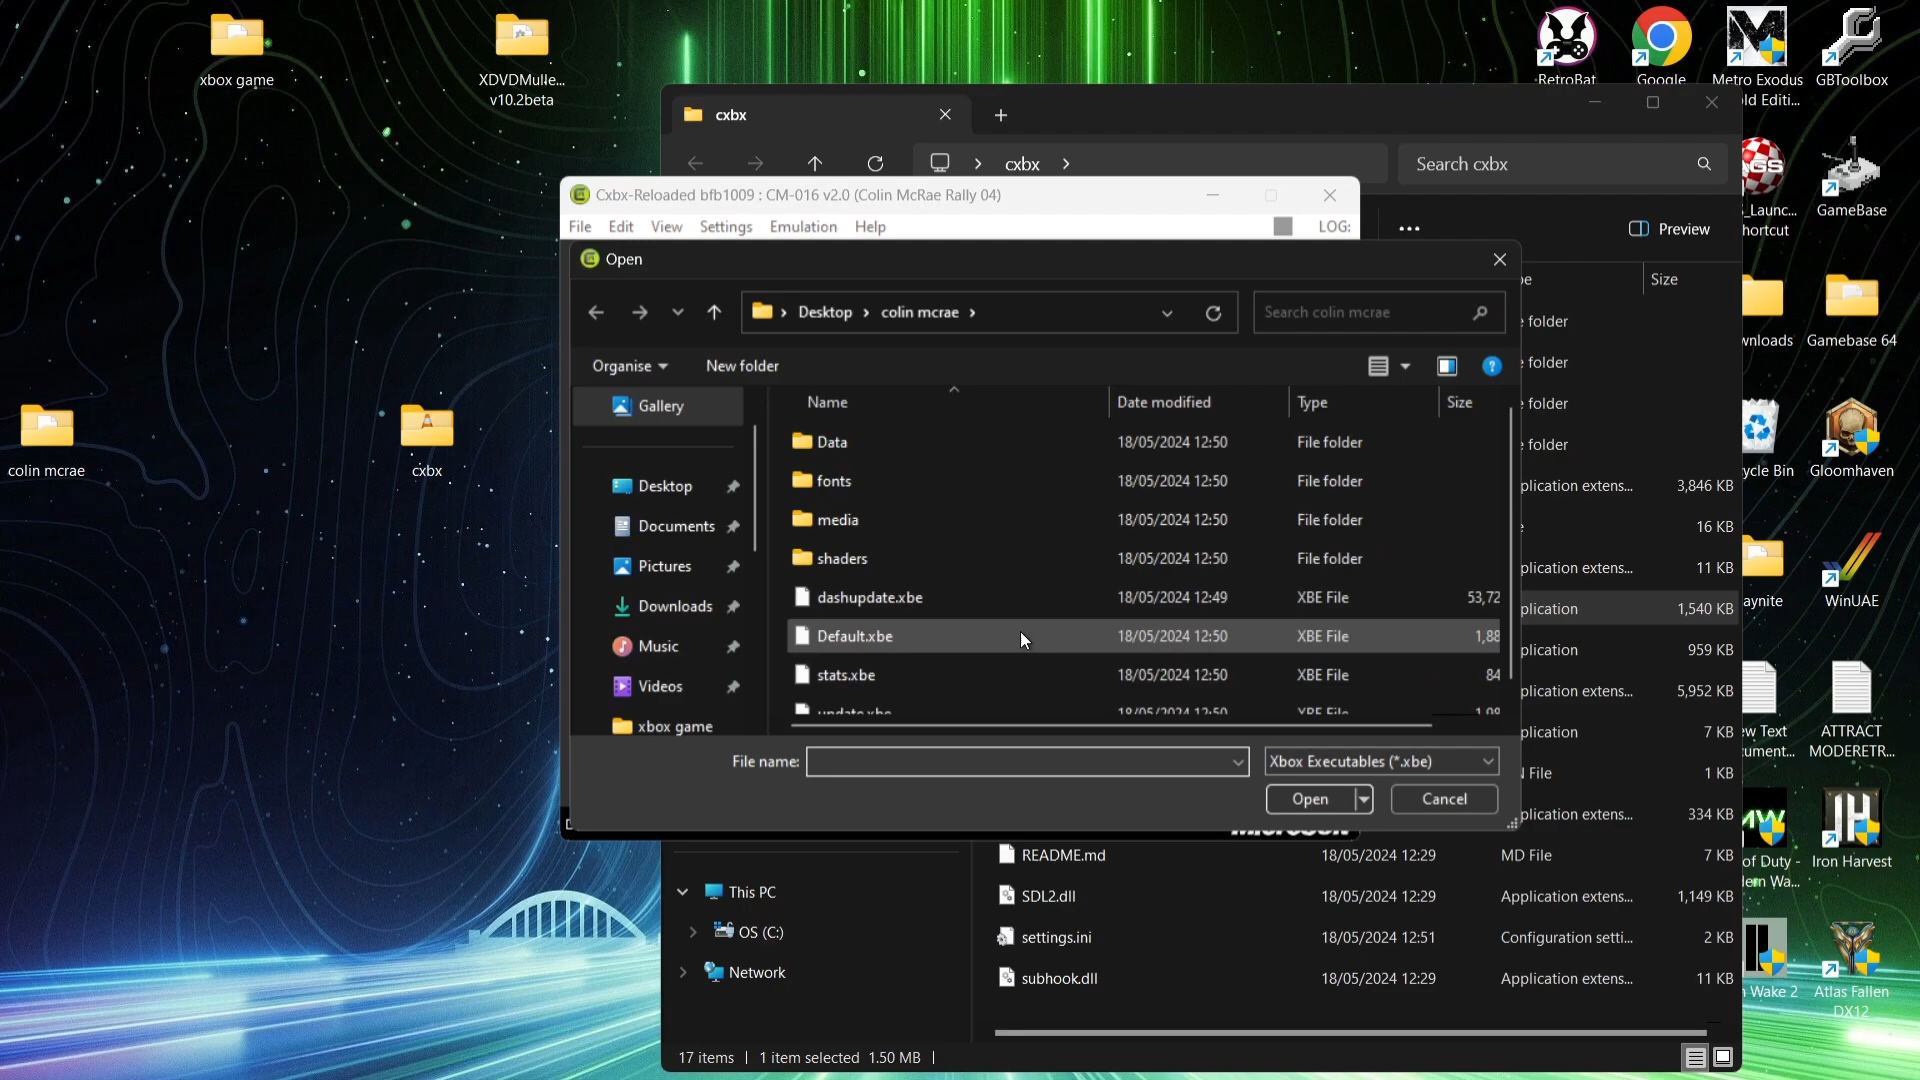 xbox game
XDVDMulle...
v10.2beta
colin mcrae
cxbx
RetroBat
Google
Metro Exodus
ld Editi...
GBToolbox
_Launc...
hortcut
GameBase
wnloads
Gamebase 64
ycle Bin
Gloomhaven
aynite
WinUAE
ew Text
cument...
ATTRACT
MODERETR...
of Duty -
ern Wa...
Iron Harvest
n Wake 2
Atlas Fallen
DX12
cxbx
cxbx
Search cxbx
Preview
Size
Cxbx-Reloaded bfb1009 : CM-016 v2.0 (Colin McRae Rally 04)
File Edit View Settings Emulation Help LOG:
Open
Desktop › colin mcrae ›
Search colin mcrae
Organise New folder
Gallery
Desktop
Documents
Pictures
Downloads
Music
Videos
xbox game
Name Date modified Type Size
Data 18/05/2024 12:50 File folder
fonts 18/05/2024 12:50 File folder
media 18/05/2024 12:50 File folder
shaders 18/05/2024 12:50 File folder
dashupdate.xbe 18/05/2024 12:49 XBE File 53,72
Default.xbe 18/05/2024 12:50 XBE File 1,88
stats.xbe 18/05/2024 12:50 XBE File 84
update.xbe 18/05/2024 12:50 XBE File 1,98
File name: Xbox Executables (*.xbe)
Open Cancel
e folder
e folder
e folder
e folder
plication extens... 3,846 KB
16 KB
plication extens... 11 KB
plication 1,540 KB
plication 959 KB
plication extens... 5,952 KB
plication 7 KB
File 1 KB
plication extens... 334 KB
README.md 18/05/2024 12:29 MD File 7 KB
SDL2.dll 18/05/2024 12:29 Application extens... 1,149 KB
settings.ini 18/05/2024 12:51 Configuration setti... 2 KB
subhook.dll 18/05/2024 12:29 Application extens... 11 KB
This PC
OS (C:)
Network
17 items 1 item selected 1.50 MB